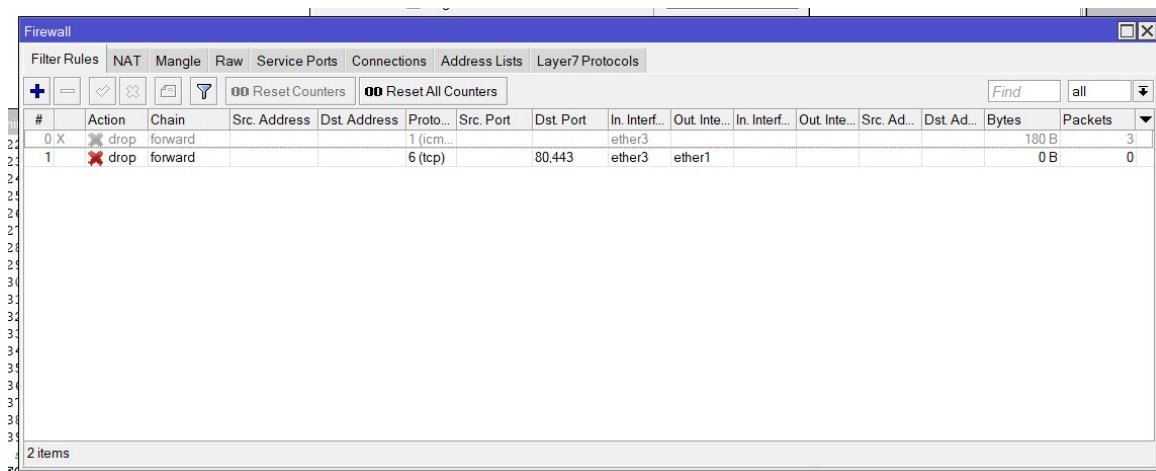 Firewall
Filter Rules NAT Mangle Raw Service Ports Connections Address Lists Layer7 Protocols
00 Reset Counters 00 Reset All Counters Find all
# Action Chain Src. Address Dst. Address Proto... Src. Port Dst. Port In. Interf... Out. Inte... In. Interf... Out. Inte... Src. Ad... Dst. Ad... Bytes Packets
0 X drop forward 1 (icm... ether3 180 B 3
1 drop forward 6 (tcp) 80,443 ether3 ether1 0 B 0
2 items